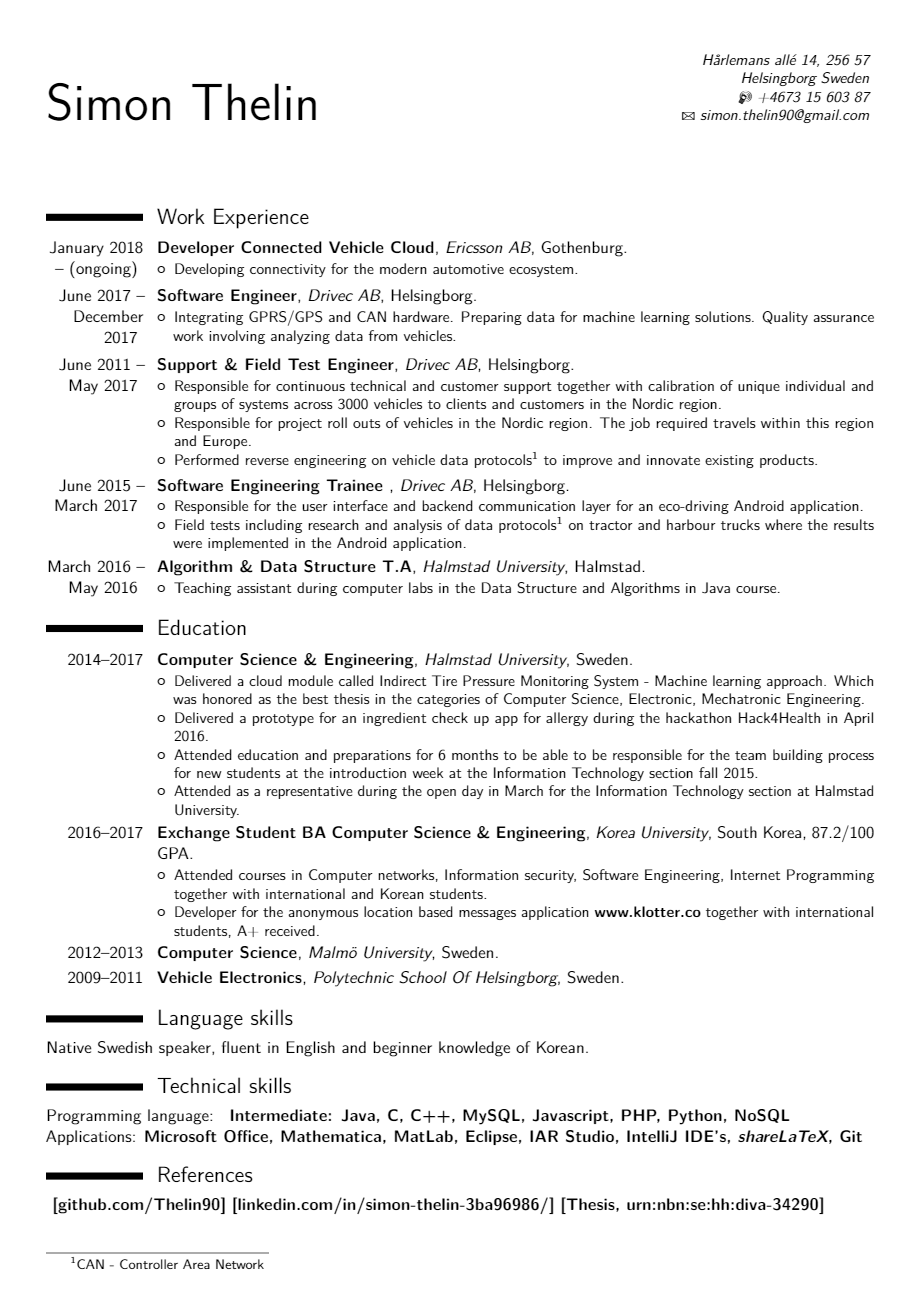 Simon Thelin
Hårlemans allé 14, 256 57
Helsingborg Sweden
+4673 15 603 87
simon.thelin90@gmail.com
Work Experience
January 2018 – (ongoing)
Developer Connected Vehicle Cloud, Ericsson AB, Gothenburg.
Developing connectivity for the modern automotive ecosystem.
June 2017 – December 2017
Software Engineer, Drivec AB, Helsingborg.
Integrating GPRS/GPS and CAN hardware. Preparing data for machine learning solutions. Quality assurance
work involving analyzing data from vehicles.
June 2011 – May 2017
Support & Field Test Engineer, Drivec AB, Helsingborg.
Responsible for continuous technical and customer support together with calibration of unique individual and
groups of systems across 3000 vehicles to clients and customers in the Nordic region.
Responsible for project roll outs of vehicles in the Nordic region. The job required travels within this region
and Europe.
Performed reverse engineering on vehicle data protocols¹ to improve and innovate existing products.
June 2015 – March 2017
Software Engineering Trainee , Drivec AB, Helsingborg.
Responsible for the user interface and backend communication layer for an eco-driving Android application.
Field tests including research and analysis of data protocols¹ on tractor and harbour trucks where the results
were implemented in the Android application.
March 2016 – May 2016
Algorithm & Data Structure T.A, Halmstad University, Halmstad.
Teaching assistant during computer labs in the Data Structure and Algorithms in Java course.
Education
2014–2017 Computer Science & Engineering, Halmstad University, Sweden.
Delivered a cloud module called Indirect Tire Pressure Monitoring System - Machine learning approach. Which
was honored as the best thesis in the categories of Computer Science, Electronic, Mechatronic Engineering.
Delivered a prototype for an ingredient check up app for allergy during the hackathon Hack4Health in April
2016.
Attended education and preparations for 6 months to be able to be responsible for the team building process
for new students at the introduction week at the Information Technology section fall 2015.
Attended as a representative during the open day in March for the Information Technology section at Halmstad
University.
2016–2017 Exchange Student BA Computer Science & Engineering, Korea University, South Korea, 87.2/100
GPA.
Attended courses in Computer networks, Information security, Software Engineering, Internet Programming
together with international and Korean students.
Developer for the anonymous location based messages application www.klotter.co together with international
students, A+ received.
2012–2013 Computer Science, Malmö University, Sweden.
2009–2011 Vehicle Electronics, Polytechnic School Of Helsingborg, Sweden.
Language skills
Native Swedish speaker, fluent in English and beginner knowledge of Korean.
Technical skills
Programming language: Intermediate: Java, C, C++, MySQL, Javascript, PHP, Python, NoSQL
Applications: Microsoft Office, Mathematica, MatLab, Eclipse, IAR Studio, IntelliJ IDE's, shareLaTeX, Git
References
[github.com/Thelin90] [linkedin.com/in/simon-thelin-3ba96986/] [Thesis, urn:nbn:se:hh:diva-34290]
¹CAN - Controller Area Network